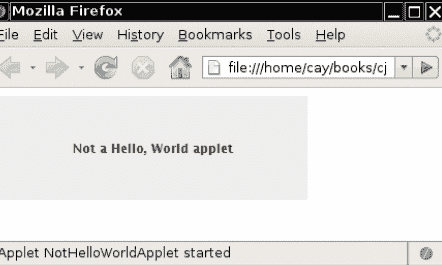 Mozilla Firefox
File Edit View History Bookmarks Tools Help
file:///home/cay/books/cj
Not a Hello, World applet
Applet NotHelloWorldApplet started